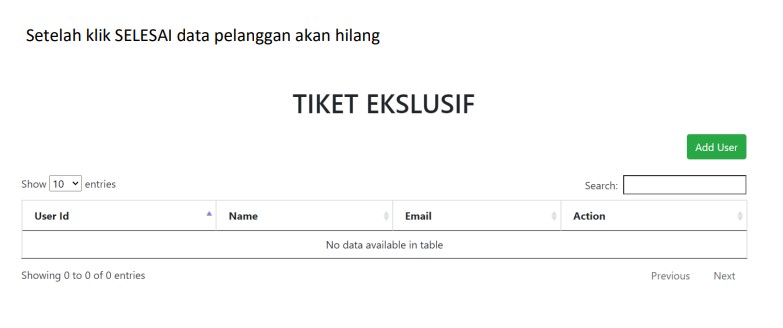 Setelah klik SELESAI data pelanggan akan hilang
TIKET EKSLUSIF
Add User
Show 10 entries Search:
User Id Name Email Action
No data available in table
Showing 0 to 0 of 0 entries Previous Next